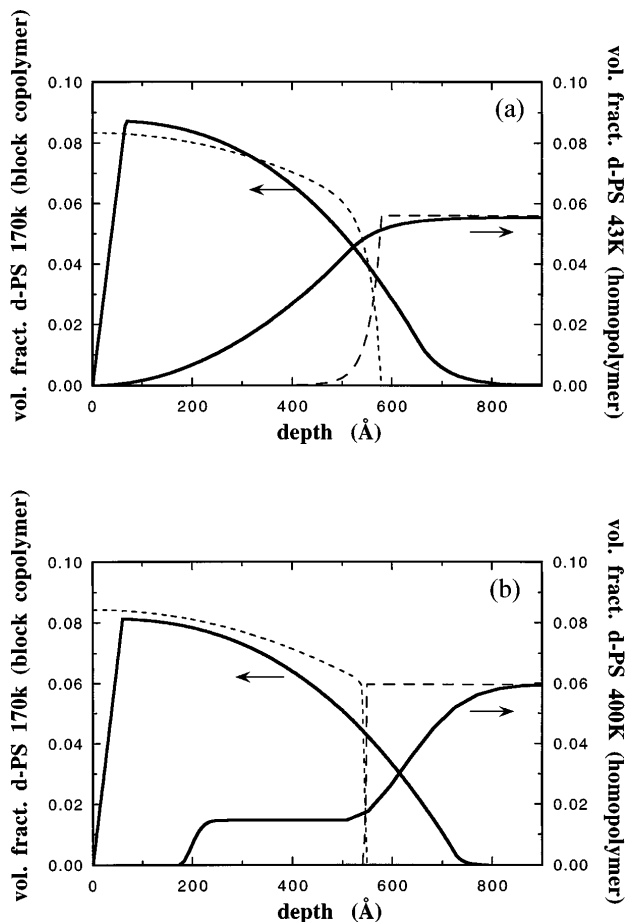 (a)
vol. fract. d-PS 170k (block copolymer)
0.10
0.08
0.06
0.04
0.02
0.00
0.10
0.08
0.06
0.04
0.02
0.00
vol. fract. d-PS 43K (homopolymer)
0 200 400 600 800
depth (Å)
(b)
vol. fract. d-PS 170k (block copolymer)
0.10
0.08
0.06
0.04
0.02
0.00
0.10
0.08
0.06
0.04
0.02
0.00
vol. fract. d-PS 400K (homopolymer)
0 200 400 600 800
depth (Å)